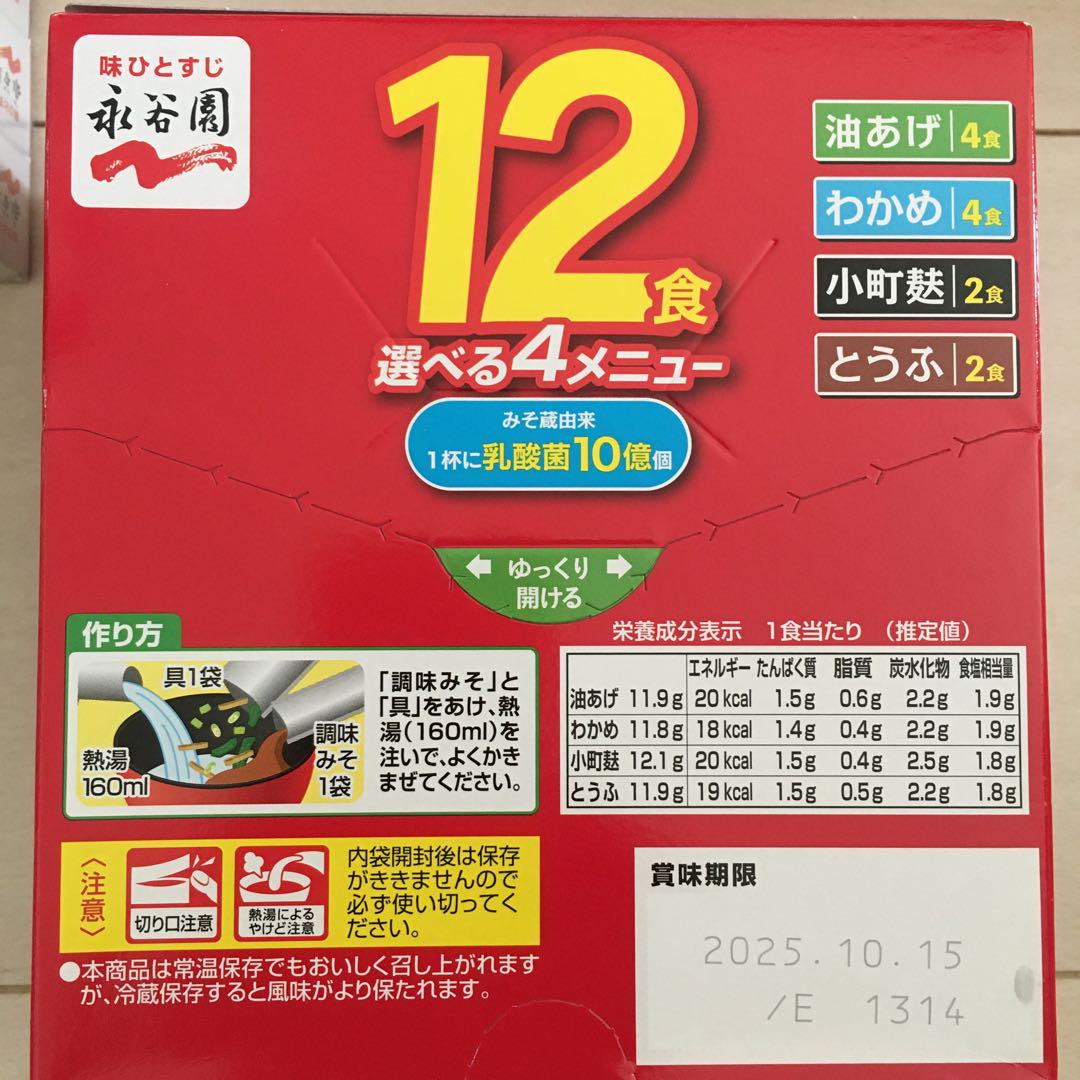 味ひとすじ
永谷園
12食
選べる4メニュー
みそ蔵由来
1杯に乳酸菌10億個
油あげ 4食
わかめ 4食
小町麸 2食
とうふ 2食
ゆっくり
開ける
作り方
具1袋
熱湯
160ml
調味
みそ
1袋
「調味みそ」と
「具」をあけ、熱
湯(160ml)を
注いで、よくかき
まぜてください。
栄養成分表示 1食当たり (推定値)
エネルギー たんぱく質 脂質 炭水化物 食塩相当量
油あげ 11.9g 20kcal 1.5g 0.6g 2.2g 1.9g
わかめ 11.8g 18kcal 1.4g 0.4g 2.2g 1.9g
小町麸 12.1g 20kcal 1.5g 0.4g 2.5g 1.8g
とうふ 11.9g 19kcal 1.5g 0.5g 2.2g 1.8g
〈注意〉
切り口注意
熱湯による
やけど注意
内袋開封後は保存
がききませんので
必ず使い切ってく
ださい。
●本商品は常温保存でもおいしく召し上がれます
が、冷蔵保存すると風味がより保たれます。
賞味期限
2025.10.15
/E 1314